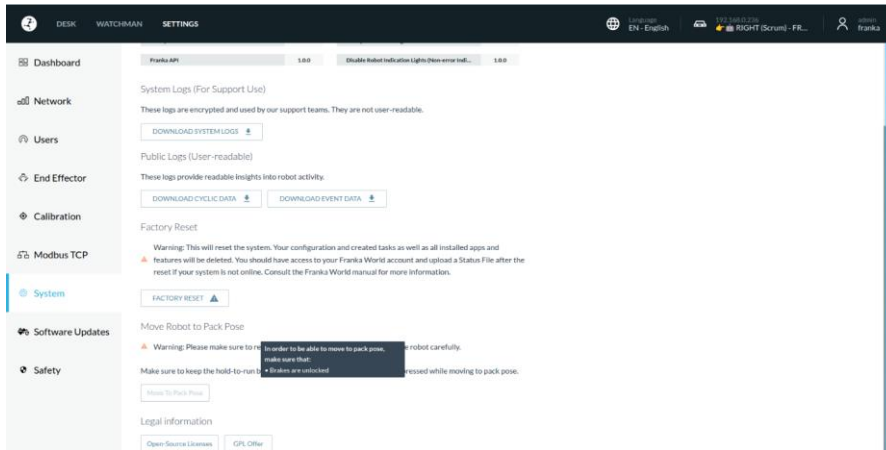 DESK WATCHMAN SETTINGS
Language
EN - English
192.168.0.236
RIGHT (Scrum) - FR...
admin
franka
Dashboard
Network
Users
End Effector
Calibration
Modbus TCP
System
Software Updates
Safety
Franka API 1.0.0 Disable Robot Indication Lights (Non-error Indi... 1.0.0
System Logs (For Support Use)
These logs are encrypted and used by our support teams. They are not user-readable.
DOWNLOAD SYSTEM LOGS
Public Logs (User-readable)
These logs provide readable insights into robot activity.
DOWNLOAD CYCLIC DATA DOWNLOAD EVENT DATA
Factory Reset
Warning: This will reset the system. Your configuration and created tasks as well as all installed apps and
features will be deleted. You should have access to your Franka World account and upload a Status File after the
reset if your system is not online. Consult the Franka World manual for more information.
FACTORY RESET
Move Robot to Pack Pose
Warning: Please make sure to re
e robot carefully.
In order to be able to move to pack pose,
make sure that:
• Brakes are unlocked
Make sure to keep the hold-to-run b
ressed while moving to pack pose.
Move To Pack Pose
Legal information
Open-Source Licenses GPL Offer